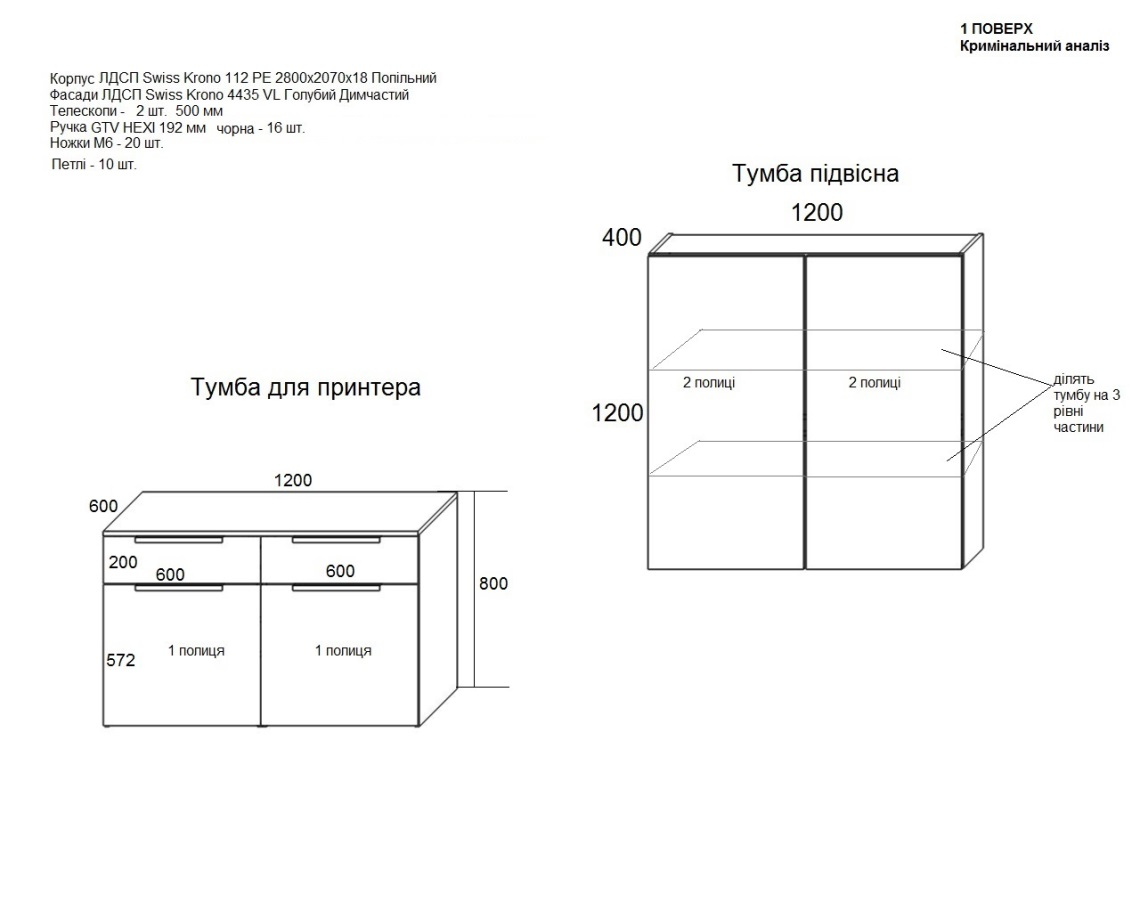 1 ПОВЕРХ
Кримінальний аналіз
Корпус ЛДСП Swiss Krono 112 PE 2800x2070x18 Попільний
Фасади ЛДСП Swiss Krono 4435 VL Голубий Димчастий
Телескопи - 2 шт. 500 мм
Ручка GTV HEXI 192 мм чорна - 16 шт.
Ножки М6 - 20 шт.
Петлі - 10 шт.
Тумба підвісна
1200
400
2 полиці
2 полиці
ділять
тумбу на 3
рівні
частини
1200
Тумба для принтера
1200
600
200
600
600
800
1 полиця
1 полиця
572